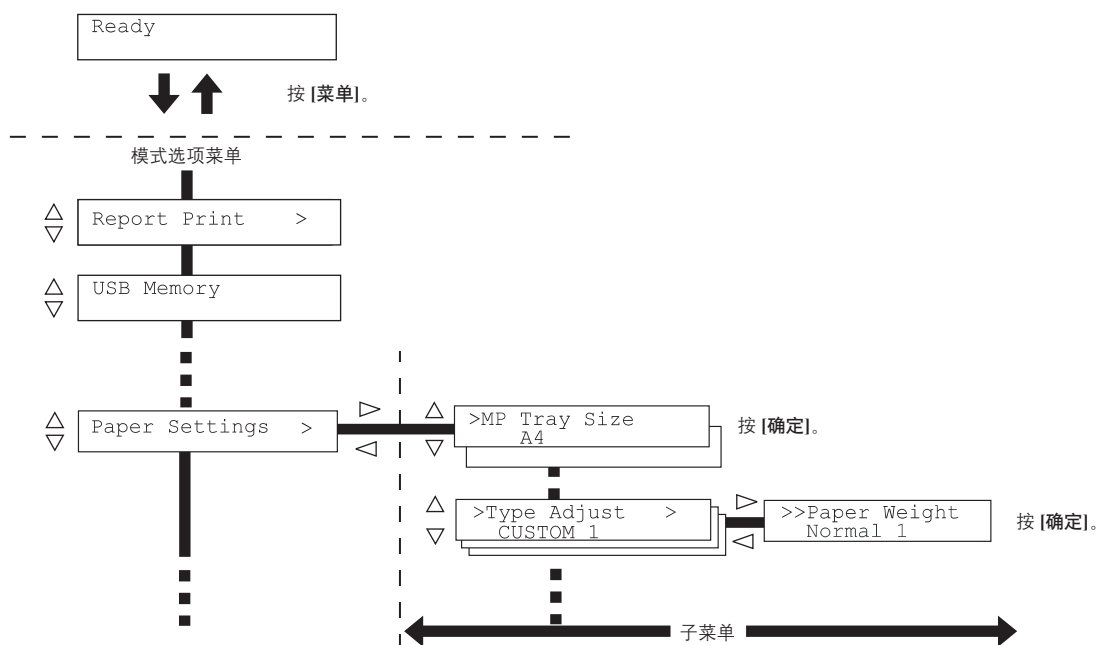 Ready
按 [菜单]。
模式选项菜单
Report Print >
USB Memory
Paper Settings >
>MP Tray Size
A4
按 [确定]。
>Type Adjust >
CUSTOM 1
>>Paper Weight
Normal 1
按 [确定]。
子菜单